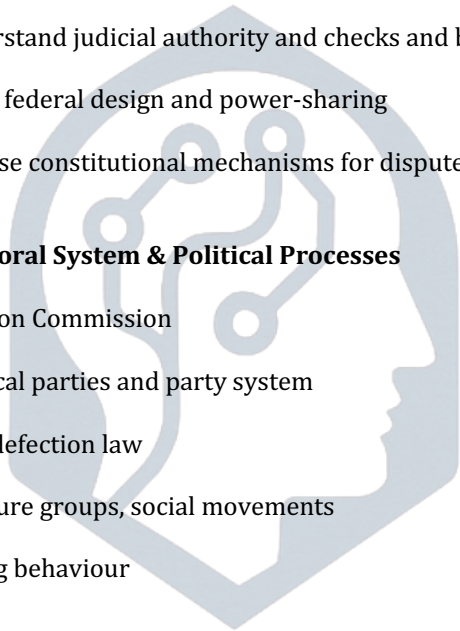 rstand judicial authority and checks and b
federal design and power-sharing
se constitutional mechanisms for dispute
oral System & Political Processes
on Commission
cal parties and party system
defection law
ure groups, social movements
g behaviour